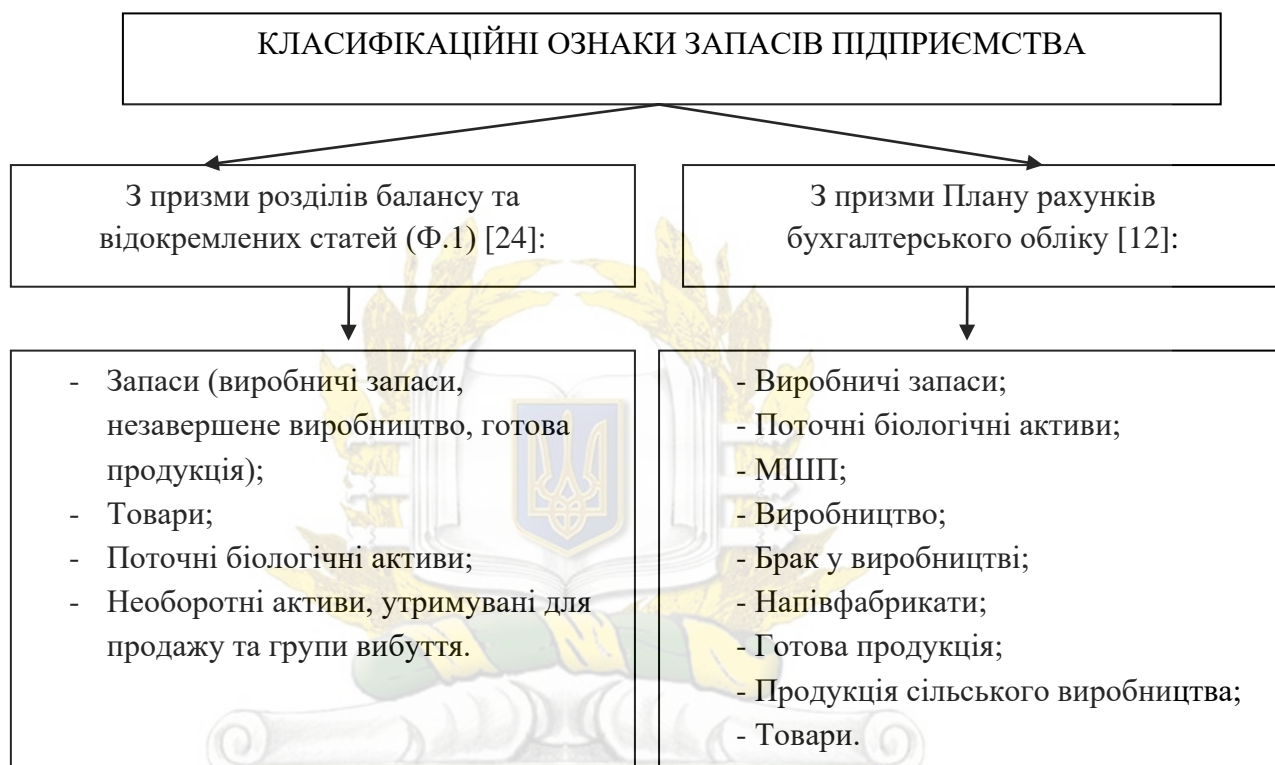 КЛАСИФІКАЦІЙНІ ОЗНАКИ ЗАПАСІВ ПІДПРИЄМСТВА
З призми розділів балансу та
відокремлених статей (Ф.1) [24]:
З призми Плану рахунків
бухгалтерського обліку [12]:
- Запаси (виробничі запаси,
незавершене виробництво, готова
продукція);
- Товари;
- Поточні біологічні активи;
- Необоротні активи, утримувані для
продажу та групи вибуття.
- Виробничі запаси;
- Поточні біологічні активи;
- МШП;
- Виробництво;
- Брак у виробництві;
- Напівфабрикати;
- Готова продукція;
- Продукція сільського виробництва;
- Товари.